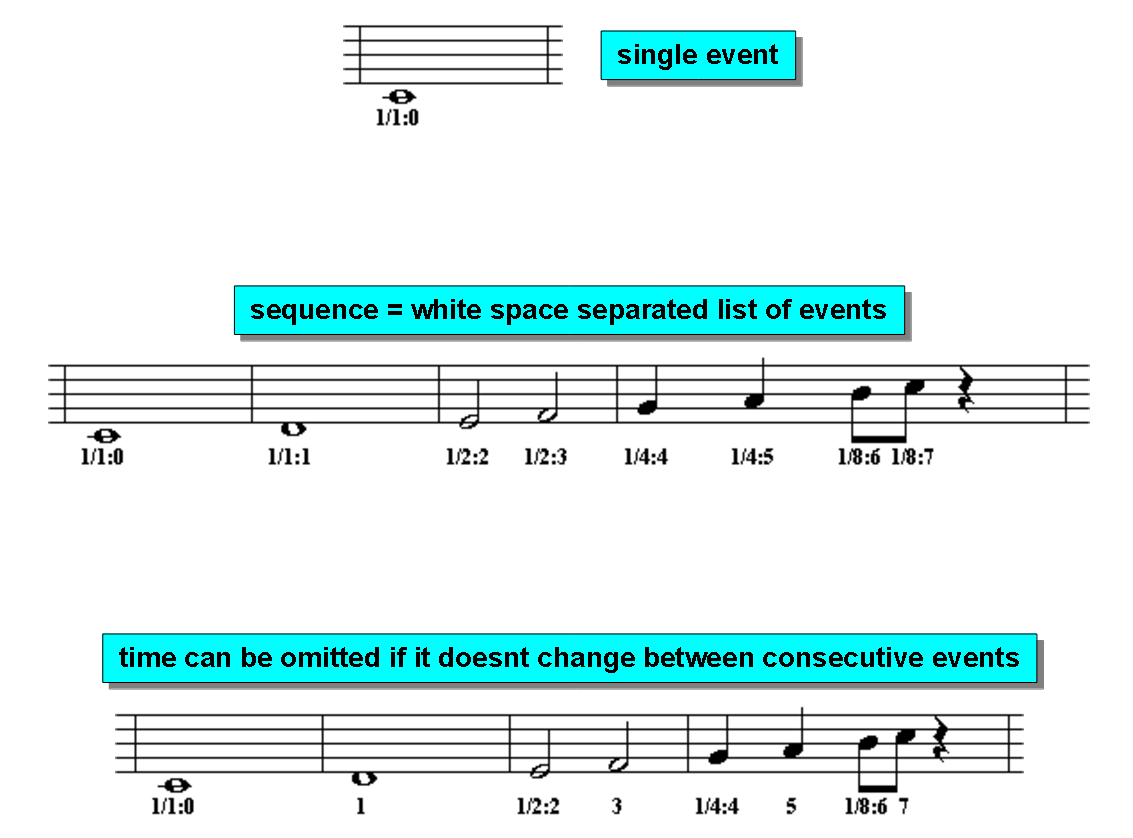 single event
1/1:0
sequence = white space separated list of events
1/1:0 1/1:1 1/2:2 1/2:3 1/4:4 1/4:5 1/8:6 1/8:7
time can be omitted if it doesnt change between consecutive events
1/1:0 1 1/2:2 3 1/4:4 5 1/8:6 7